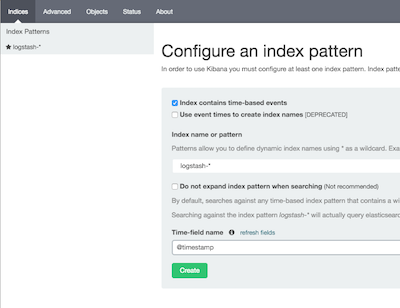 Indices Advanced Objects Status About
Index Patterns
logstash-*
Configure an index pattern
In order to use Kibana you must configure at least one index pattern. Index patte
Index contains time-based events
Use event times to create index names [DEPRECATED]
Index name or pattern
Patterns allow you to define dynamic index names using * as a wildcard. Exa
logstash-*
Do not expand index pattern when searching (Not recommended)
By default, searches against any time-based index pattern that contains a wi
Searching against the index pattern logstash-* will actually query elasticsear
Time-field name refresh fields
@timestamp
Create